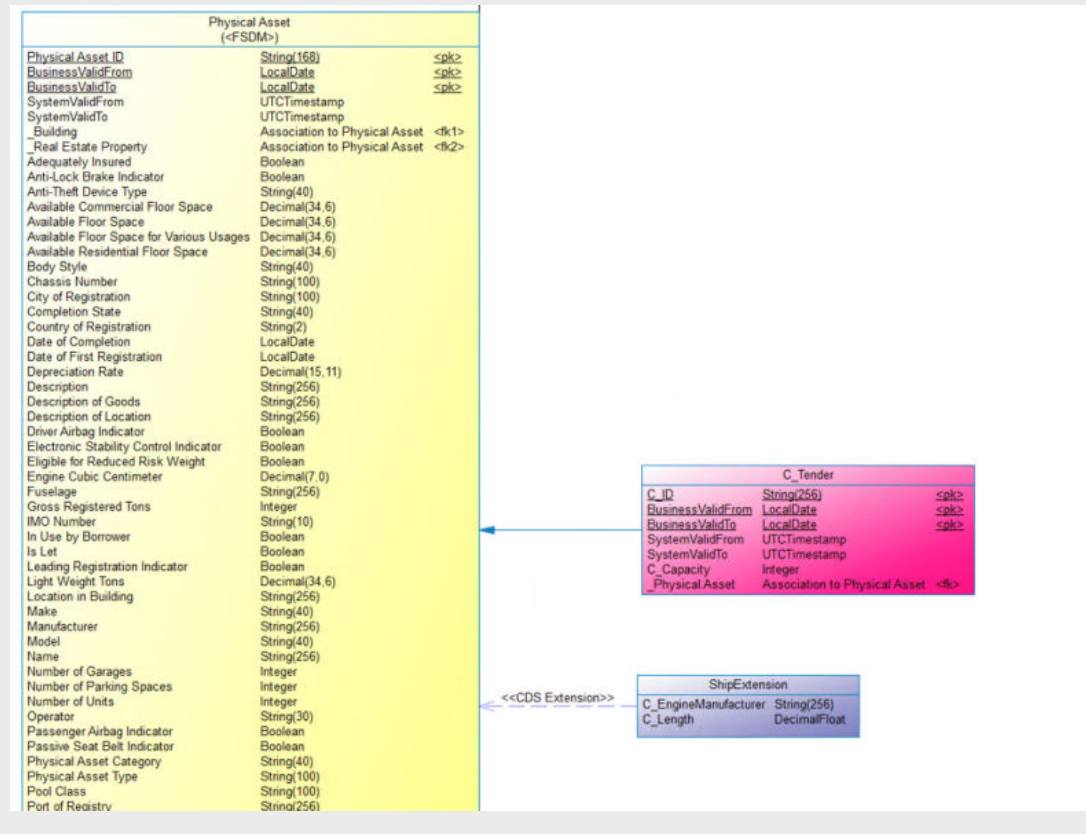 Physical Asset
(<FSDM>)
Physical Asset ID String(168) <pk>
BusinessValidFrom LocalDate <pk>
BusinessValidTo LocalDate <pk>
SystemValidFrom UTCTimestamp
SystemValidTo UTCTimestamp
_Building Association to Physical Asset <fk1>
_Real Estate Property Association to Physical Asset <fk2>
Adequately Insured Boolean
Anti-Lock Brake Indicator Boolean
Anti-Theft Device Type String(40)
Available Commercial Floor Space Decimal(34,6)
Available Floor Space Decimal(34,6)
Available Floor Space for Various Usages Decimal(34,6)
Available Residential Floor Space Decimal(34,6)
Body Style String(40)
Chassis Number String(100)
City of Registration String(100)
Completion State String(40)
Country of Registration String(2)
Date of Completion LocalDate
Date of First Registration LocalDate
Depreciation Rate Decimal(15,11)
Description String(256)
Description of Goods String(256)
Description of Location String(256)
Driver Airbag Indicator Boolean
Electronic Stability Control Indicator Boolean
Eligible for Reduced Risk Weight Boolean
Engine Cubic Centimeter Decimal(7,0)
Fuselage String(256)
Gross Registered Tons Integer
IMO Number String(10)
In Use by Borrower Boolean
Is Let Boolean
Leading Registration Indicator Boolean
Light Weight Tons Decimal(34,6)
Location in Building String(256)
Make String(40)
Manufacturer String(256)
Model String(40)
Name String(256)
Number of Garages Integer
Number of Parking Spaces Integer
Number of Units Integer
Operator String(30)
Passenger Airbag Indicator Boolean
Passive Seat Belt Indicator Boolean
Physical Asset Category String(40)
Physical Asset Type String(100)
Pool Class String(100)
Port of Registry String(256)
C_Tender
C_ID String(256) <pk>
BusinessValidFrom LocalDate <pk>
BusinessValidTo LocalDate <pk>
SystemValidFrom UTCTimestamp
SystemValidTo UTCTimestamp
C_Capacity Integer
_Physical Asset Association to Physical Asset <fk>
<<CDS Extension>>
ShipExtension
C_EngineManufacturer String(256)
C_Length DecimalFloat